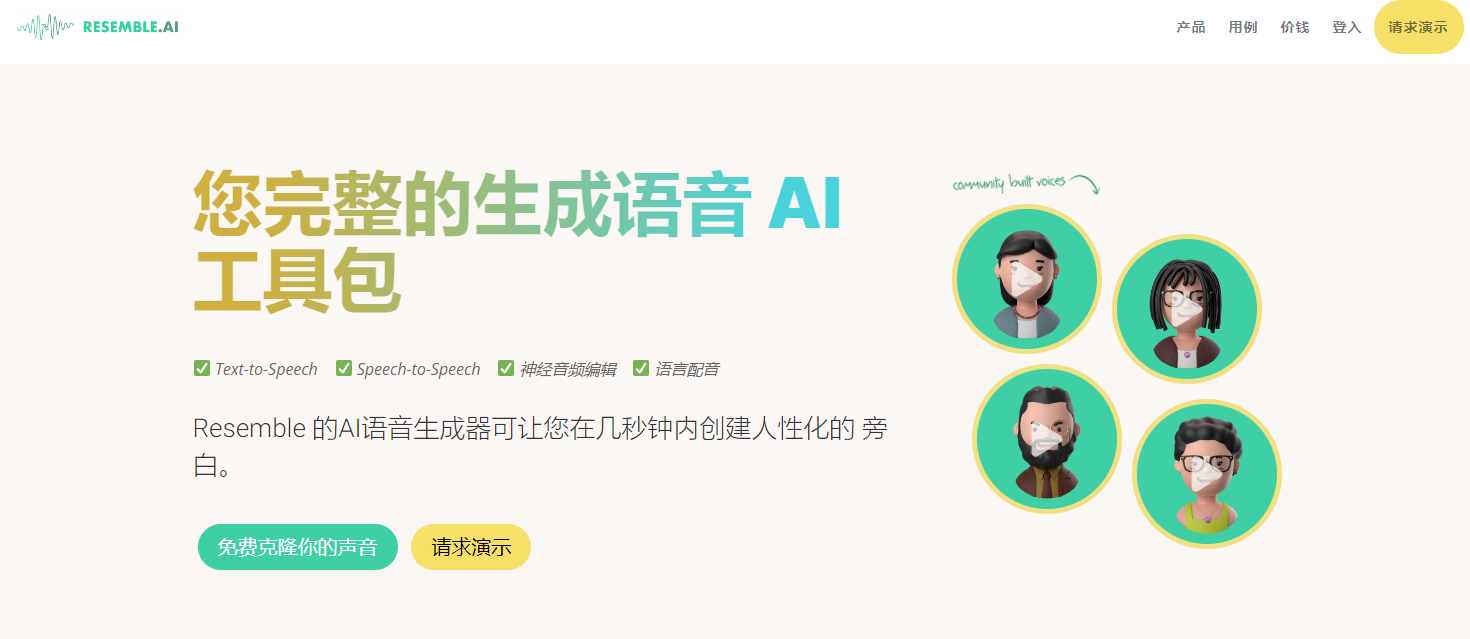 RESEMBLE.AI
产品 用例 价钱 登入 请求演示
您完整的生成语音 AI
工具包
community built voices
✅ Text-to-Speech ✅ Speech-to-Speech ✅ 神经音频编辑 ✅ 语言配音
Resemble 的AI语音生成器可让您在几秒钟内创建人性化的 旁
白。
免费克隆你的声音 请求演示